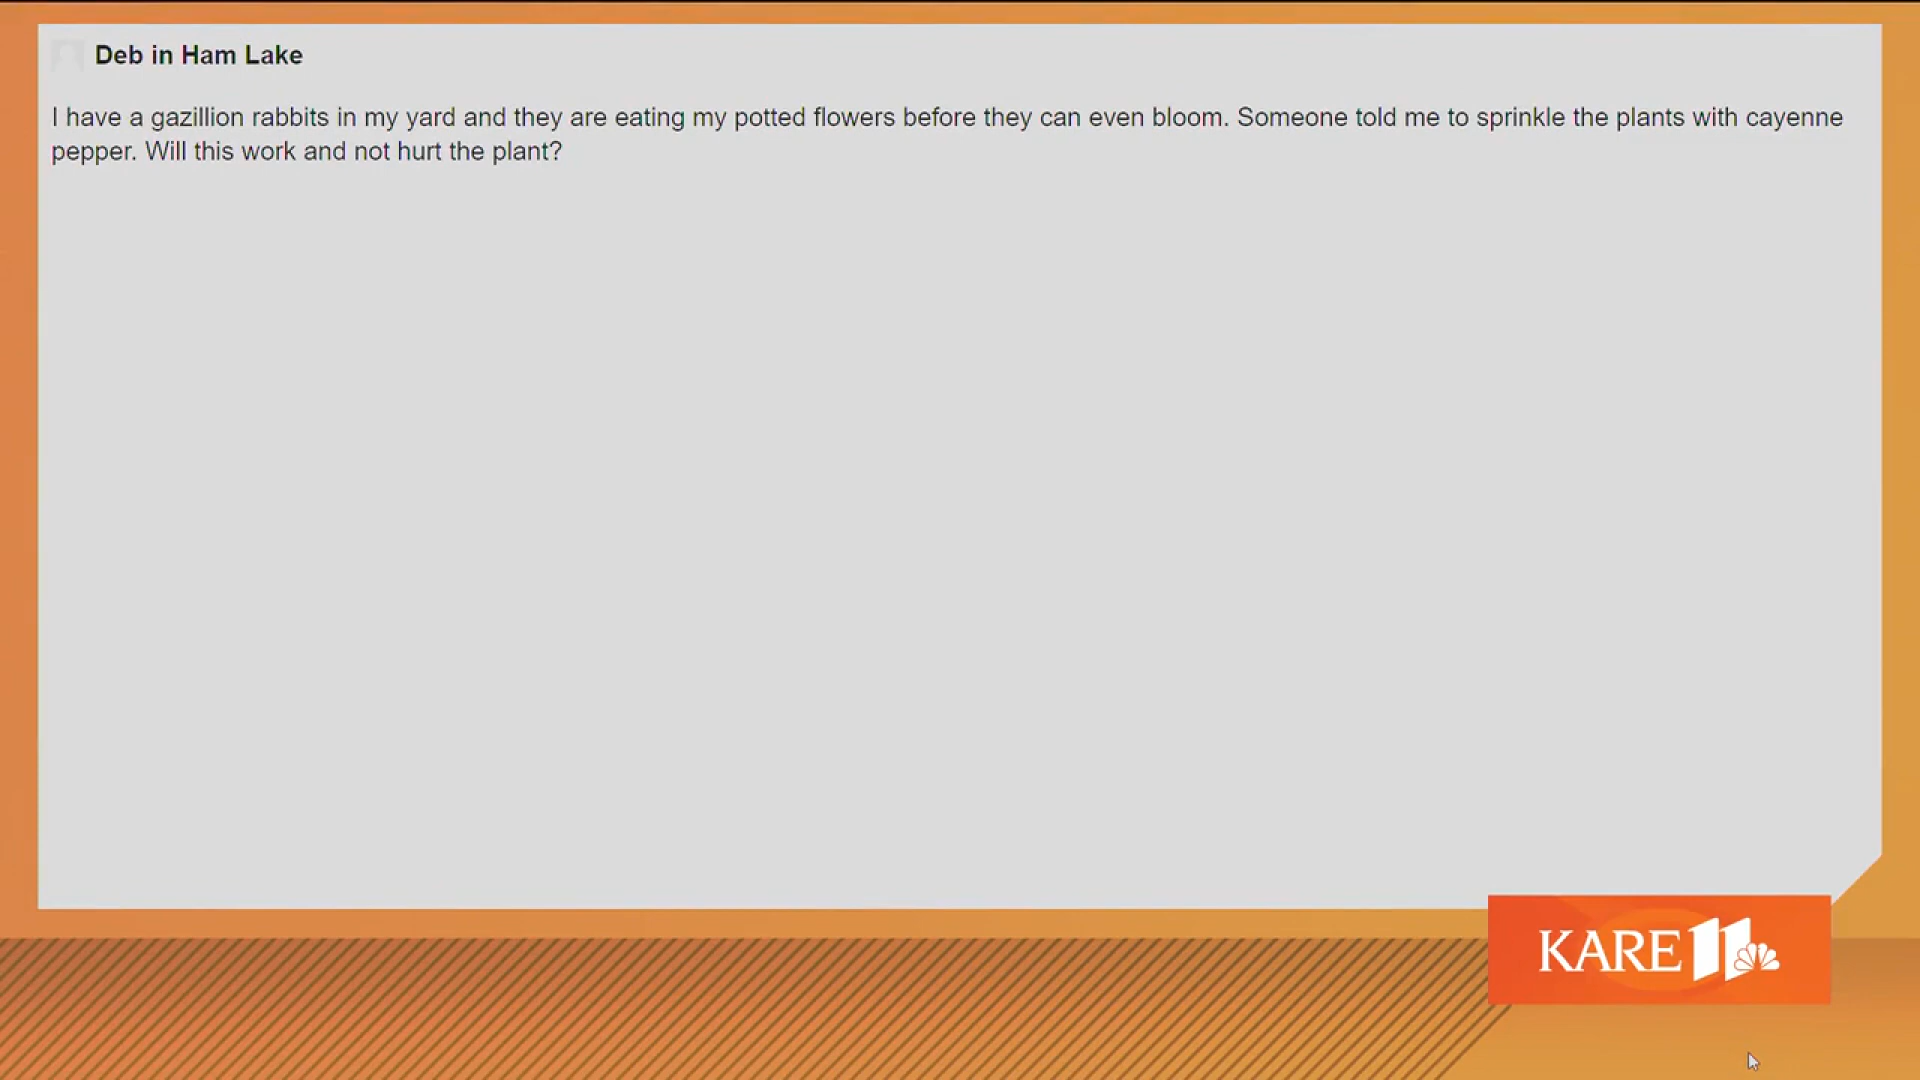 Deb in Ham Lake
I have a gazillion rabbits in my yard and they are eating my potted flowers before they can even bloom. Someone told me to sprinkle the plants with cayenne
pepper. Will this work and not hurt the plant?
KARE 11